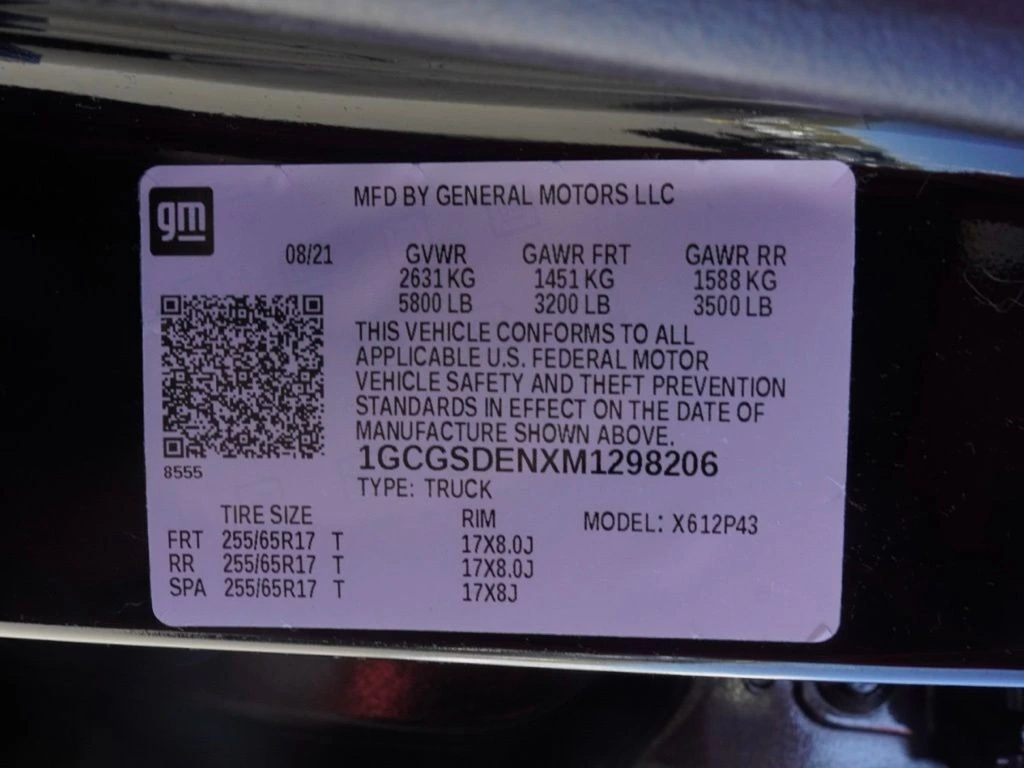 gm
MFD BY GENERAL MOTORS LLC
08/21 GVWR GAWR FRT GAWR RR
2631 KG 1451 KG 1588 KG
5800 LB 3200 LB 3500 LB
THIS VEHICLE CONFORMS TO ALL
APPLICABLE U.S. FEDERAL MOTOR
VEHICLE SAFETY AND THEFT PREVENTION
STANDARDS IN EFFECT ON THE DATE OF
MANUFACTURE SHOWN ABOVE.
8555
1GCGSDENXM1298206
TYPE: TRUCK
TIRE SIZE RIM MODEL: X612P43
FRT 255/65R17 T 17X8.0J
RR 255/65R17 T 17X8.0J
SPA 255/65R17 T 17X8J